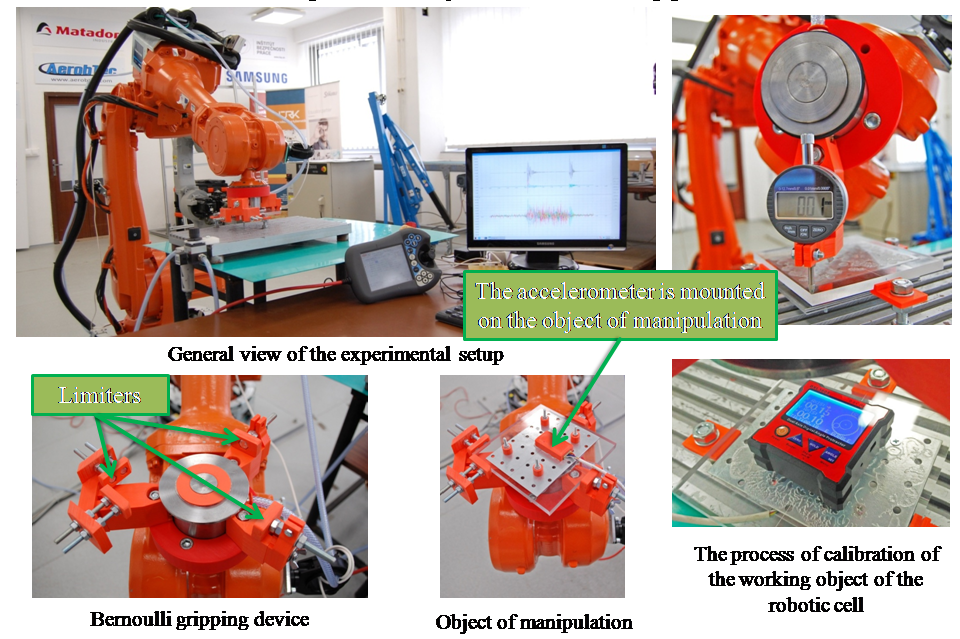 Matador
AerobTec
SAMSUNG
The accelerometer is mounted
on the object of manipulation
General view of the experimental setup
Limiters
Bernoulli gripping device
Object of manipulation
The process of calibration of
the working object of the
robotic cell